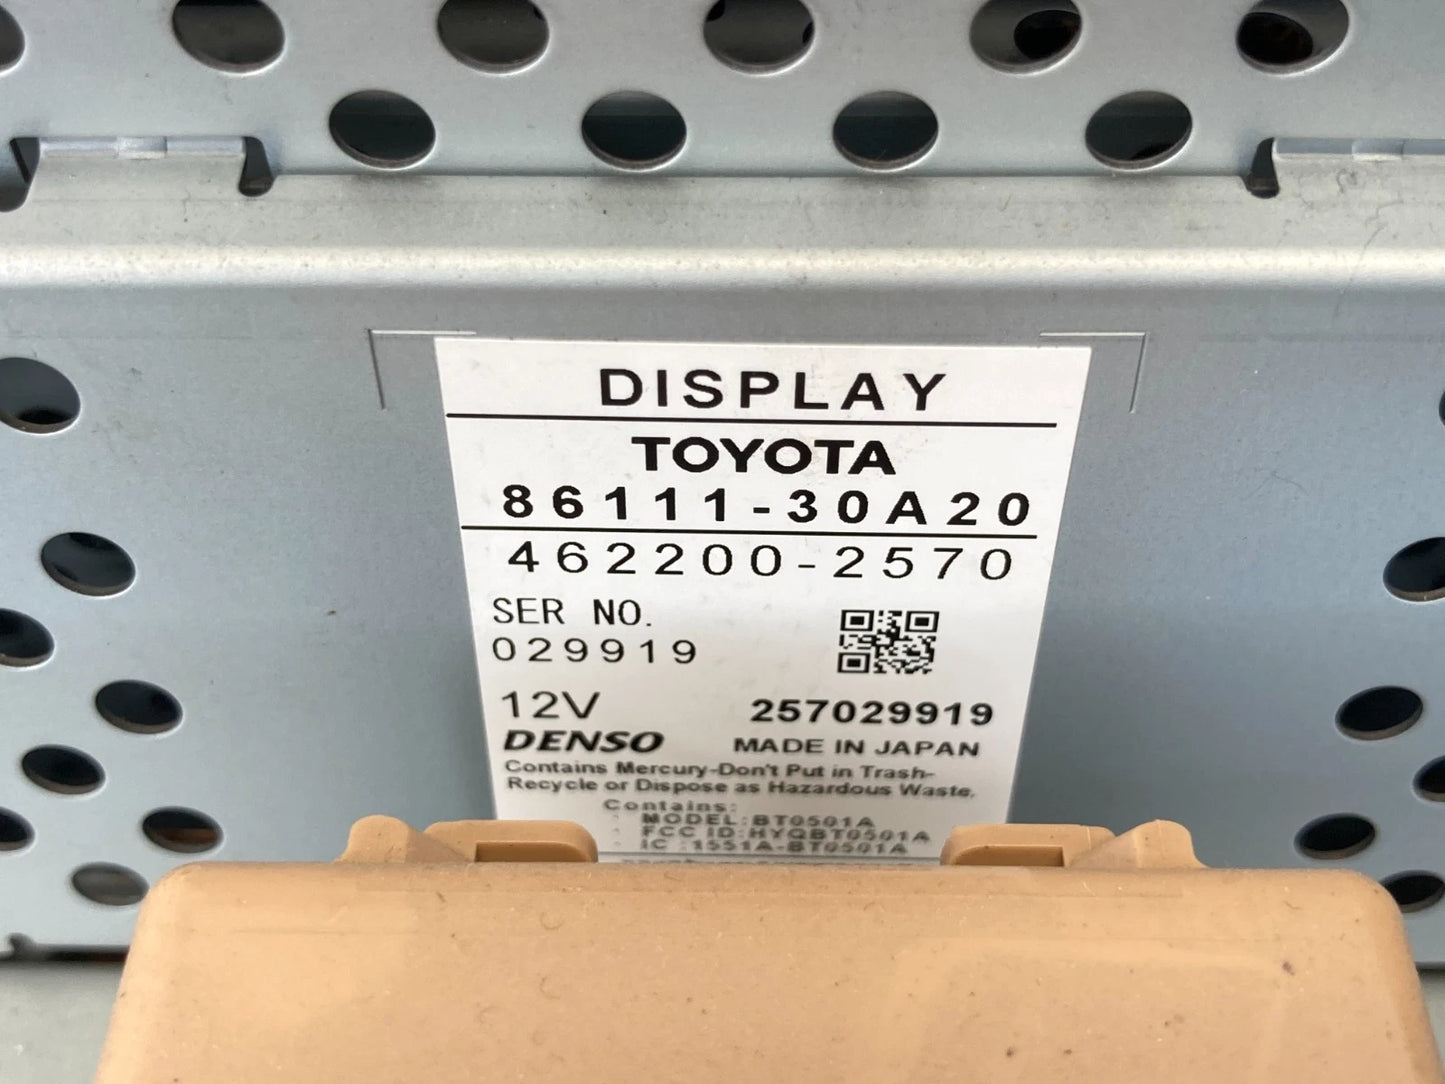 DISPLAY
TOYOTA
86111-30A20
462200-2570
SER NO.
029919
12V
257029919
DENSO
MADE IN JAPAN
Contains Mercury-Don't Put in Trash-
Recycle or Dispose as Hazardous Waste.
Contains:
MODEL:BT0501A
FCC ID:HYQBT0501A
IC :1551A-BT0501A